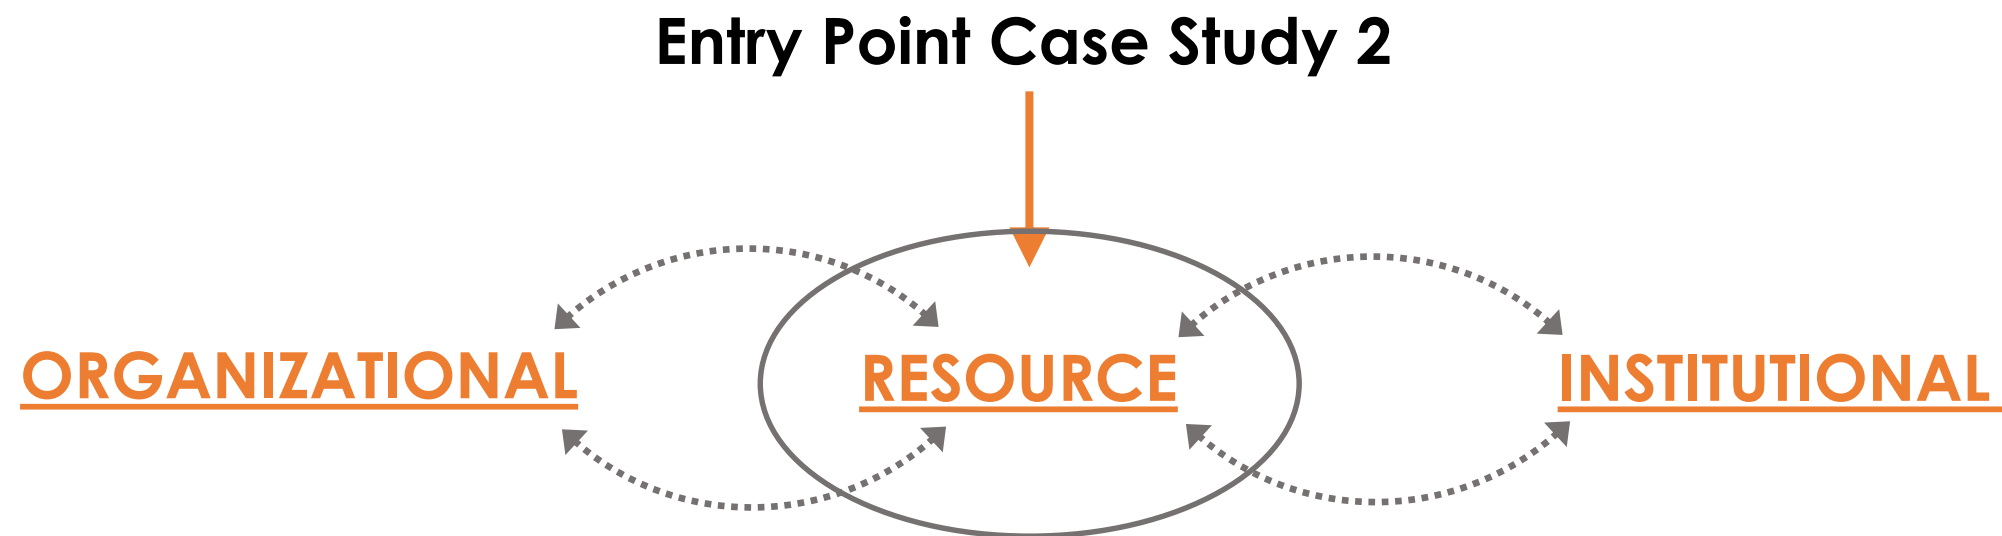 Entry Point Case Study 2
ORGANIZATIONAL
RESOURCE
INSTITUTIONAL